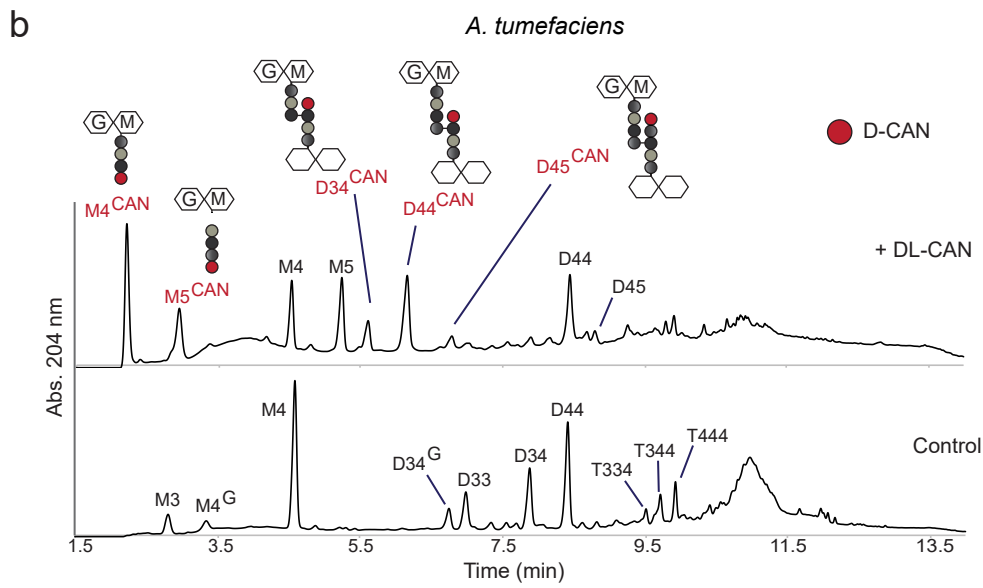 b
A. tumefaciens
G M
G M
G M
G M
D-CAN
M4CAN
G M
D34CAN
D44CAN
D45CAN
+ DL-CAN
M5CAN
M4
M5
D44
D45
Abs. 204 nm
Control
M3
M4G
M4
D34G
D33
D34
D44
T334
T344
T444
1.5 3.5 5.5 7.5 9.5 11.5 13.5
Time (min)